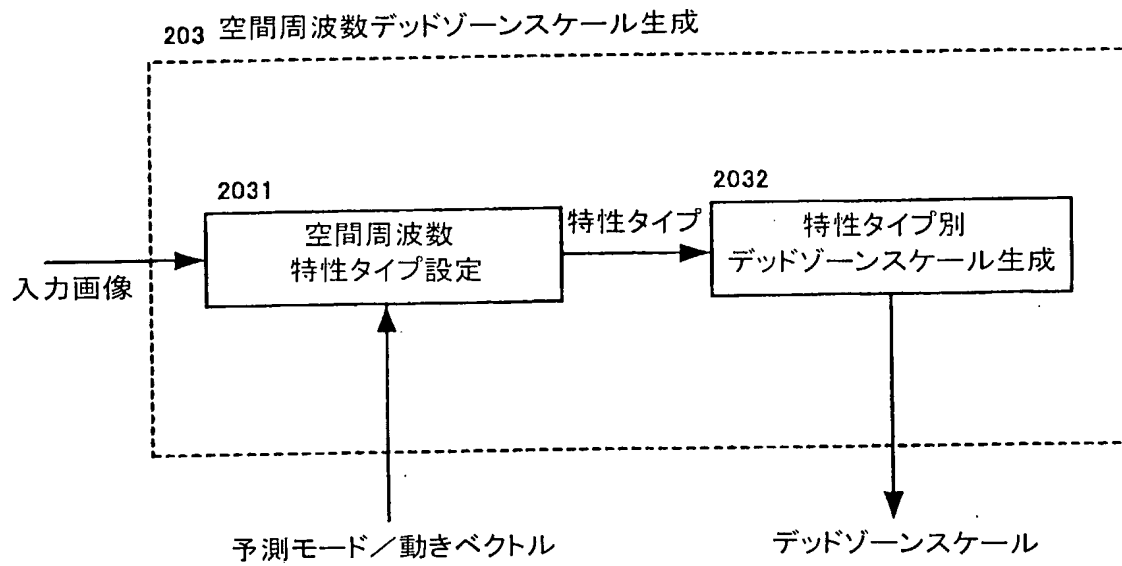 203 空間周波数デッドゾーンスケール生成
2031
空間周波数
特性タイプ設定
特性タイプ
2032
特性タイプ別
デッドゾーンスケール生成
入力画像
予測モード／動きベクトル
デッドゾーンスケール